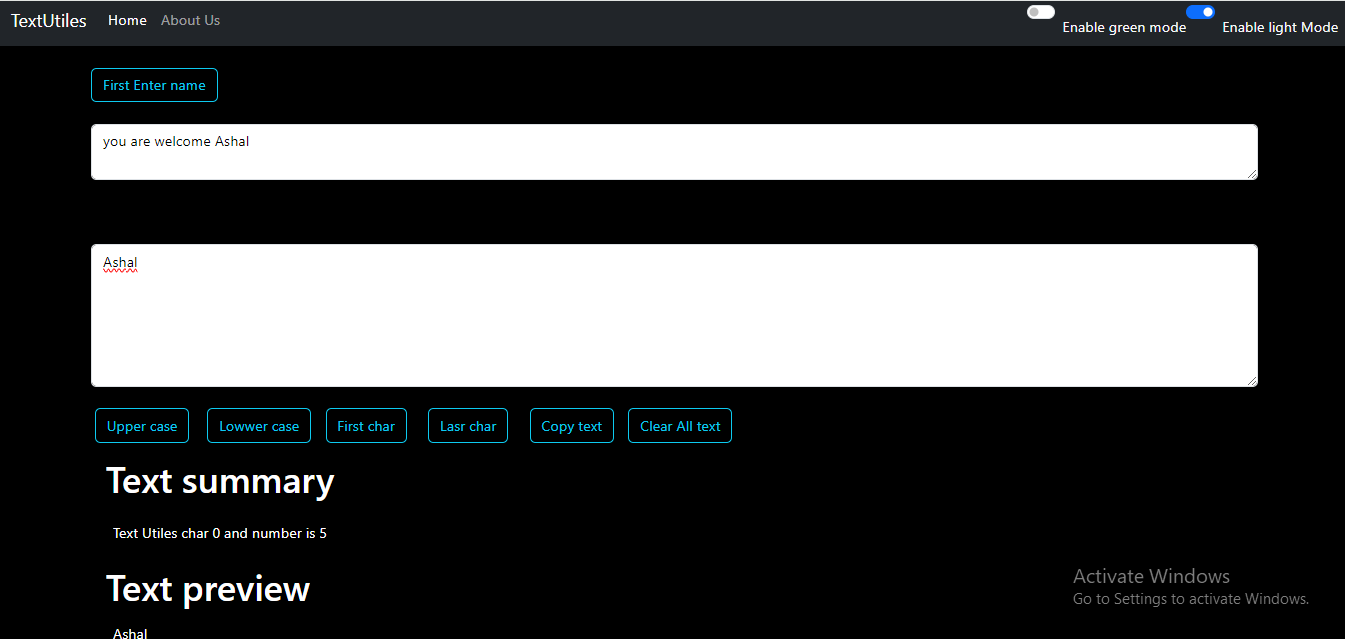 TextUtiles Home About Us Enable green mode Enable light Mode
First Enter name
you are welcome Ashal
Ashal
Upper case Lowwer case First char Lasr char Copy text Clear All text
Text summary
Text Utiles char 0 and number is 5
Text preview
Ashal
Activate Windows
Go to Settings to activate Windows.